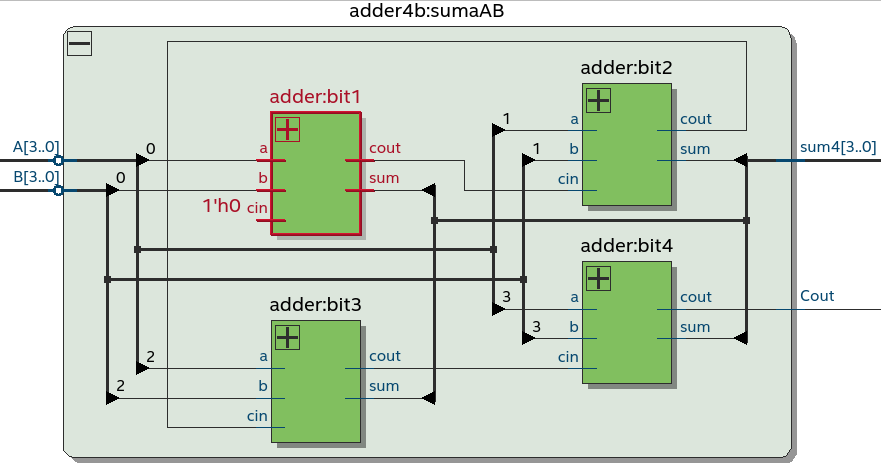 adder4b:sumaAB
adder:bit1
A[3..0]
0
a
cout
B[3..0]
0
b
sum
1'h0
cin
adder:bit2
1
a
cout
1
b
sum
cin
sum4[3..0]
adder:bit3
2
a
cout
2
b
sum
cin
adder:bit4
3
a
cout
3
b
sum
cin
Cout